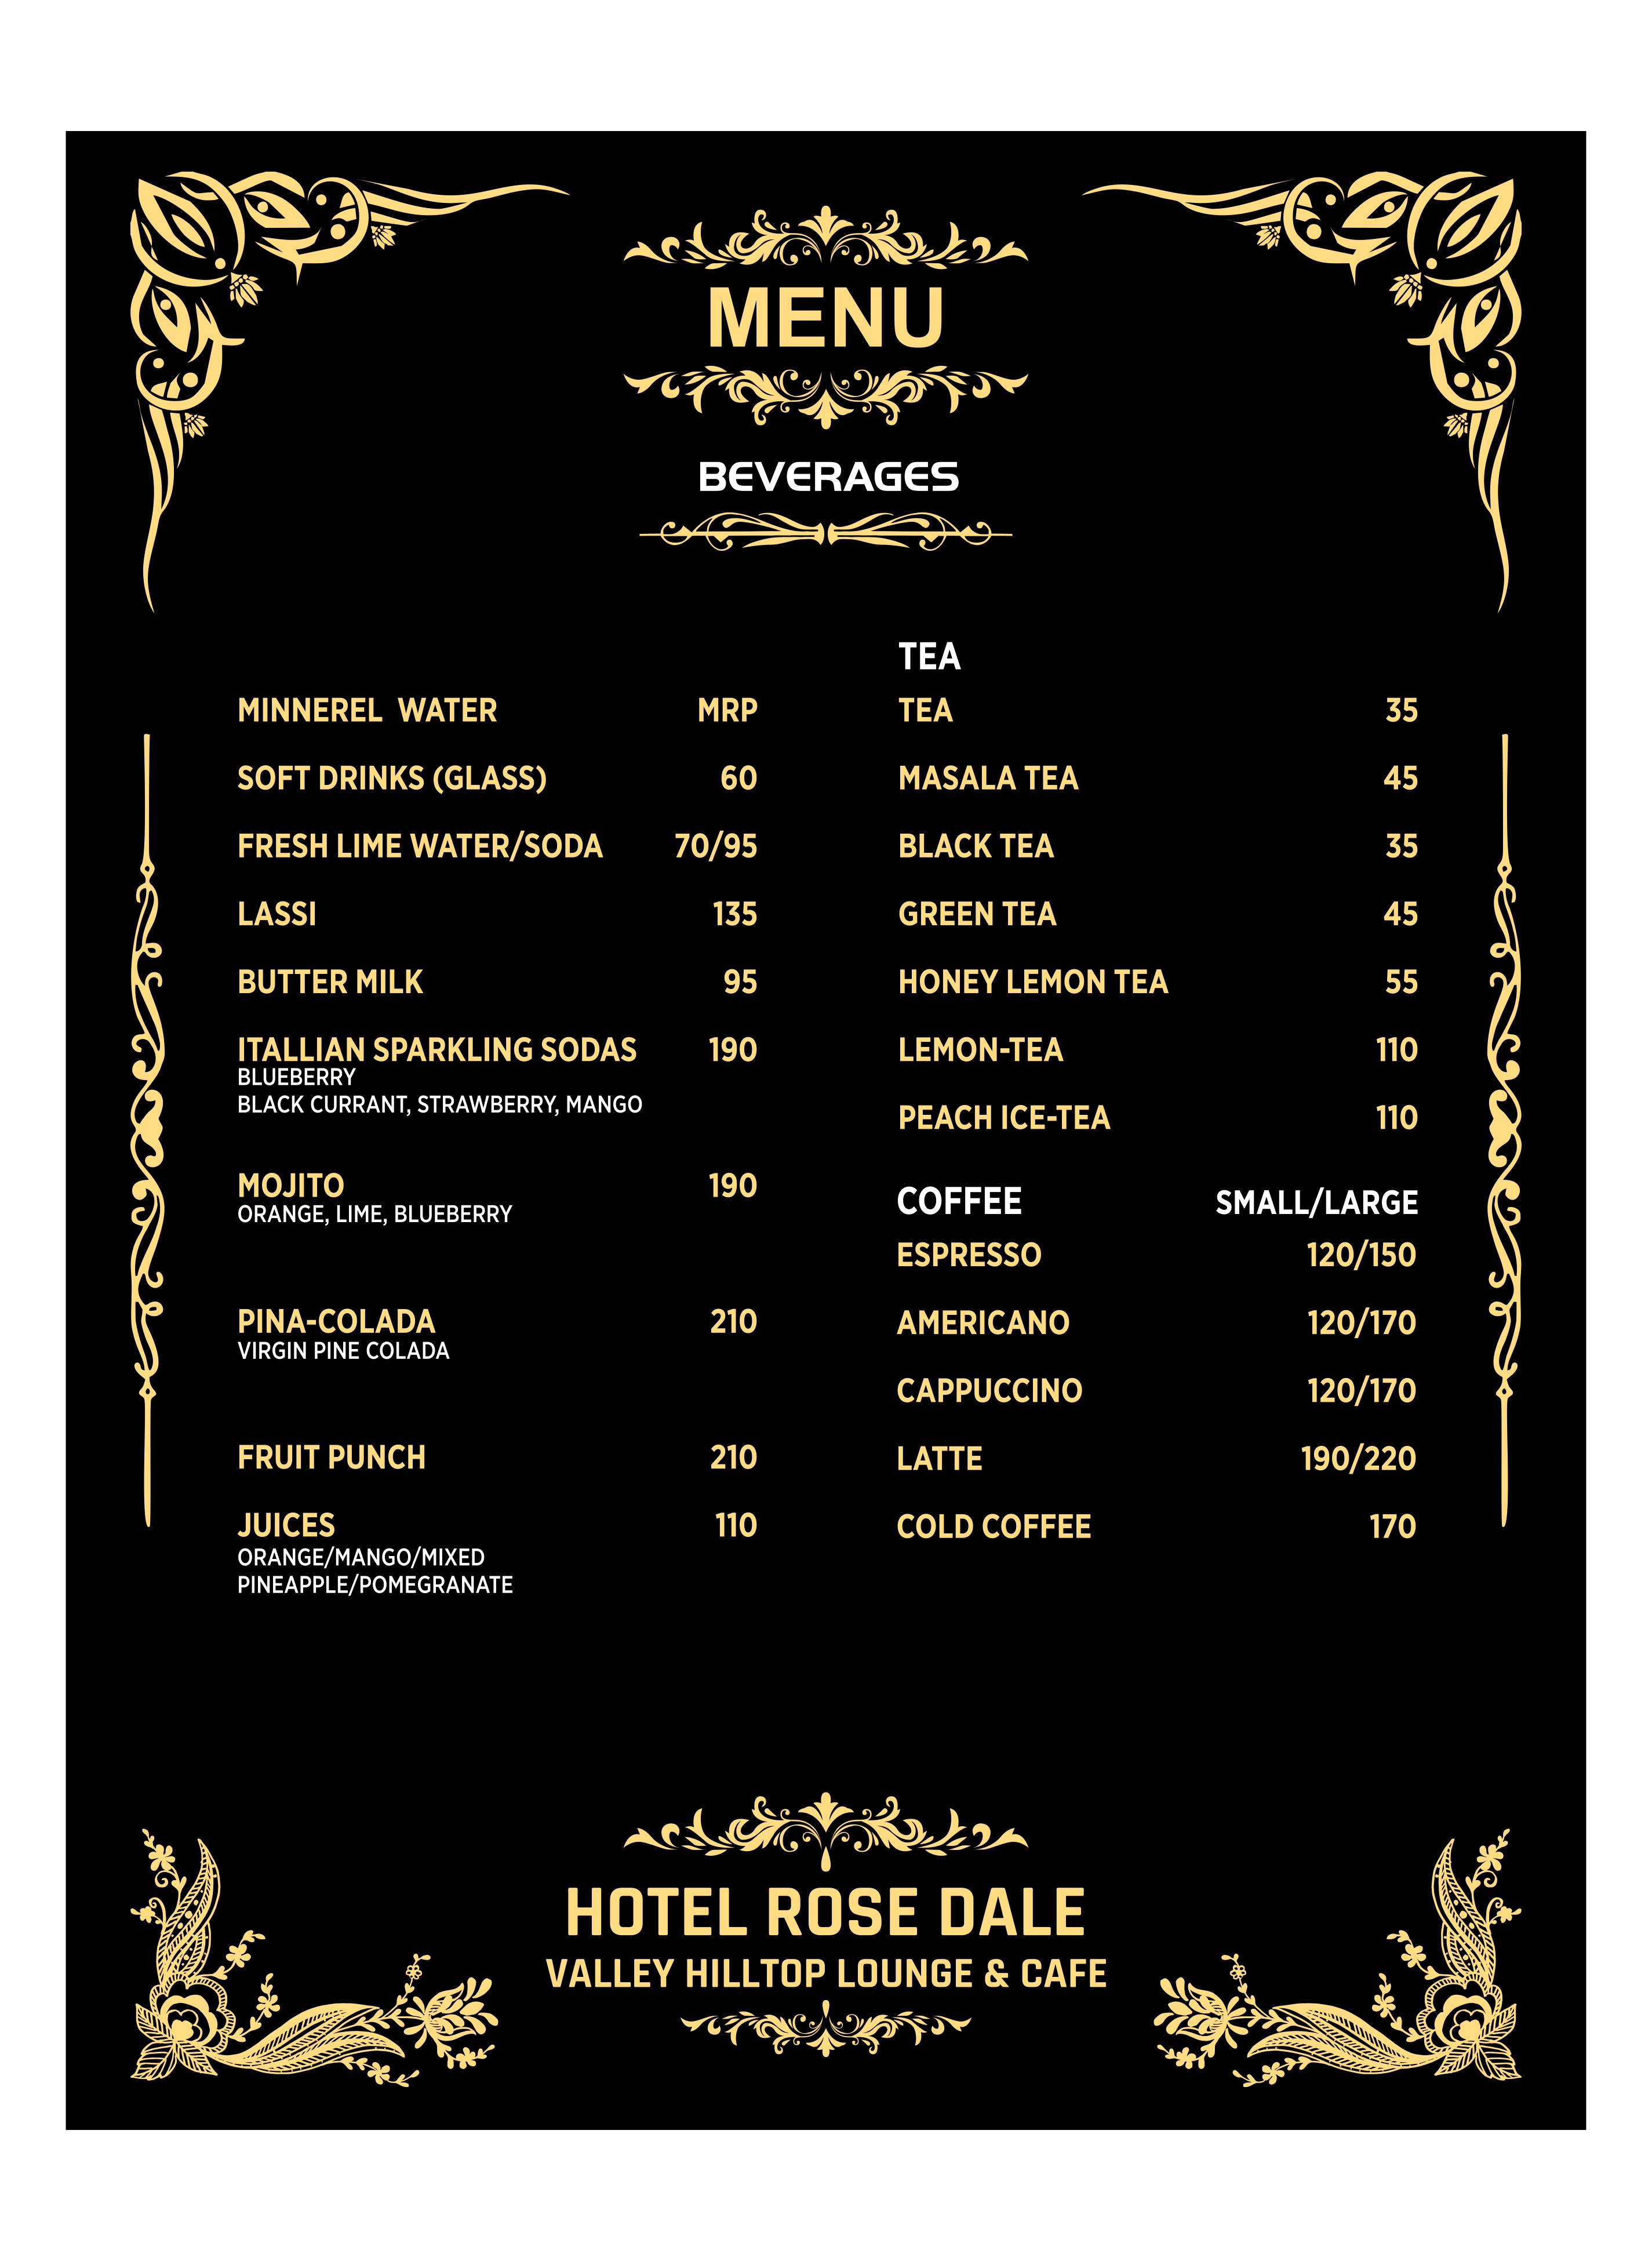 MENU
BEVERAGES
MINNEREL WATER MRP
SOFT DRINKS (GLASS) 60
FRESH LIME WATER/SODA 70/95
LASSI 135
BUTTER MILK 95
ITALLIAN SPARKLING SODAS 190
BLUEBERRY
BLACK CURRANT, STRAWBERRY, MANGO
MOJITO 190
ORANGE, LIME, BLUEBERRY
PINA-COLADA 210
VIRGIN PINE COLADA
FRUIT PUNCH 210
JUICES 110
ORANGE/MANGO/MIXED
PINEAPPLE/POMEGRANATE
TEA
TEA 35
MASALA TEA 45
BLACK TEA 35
GREEN TEA 45
HONEY LEMON TEA 55
LEMON-TEA 110
PEACH ICE-TEA 110
COFFEE SMALL/LARGE
ESPRESSO 120/150
AMERICANO 120/170
CAPPUCCINO 120/170
LATTE 190/220
COLD COFFEE 170
HOTEL ROSE DALE
VALLEY HILLTOP LOUNGE & CAFE